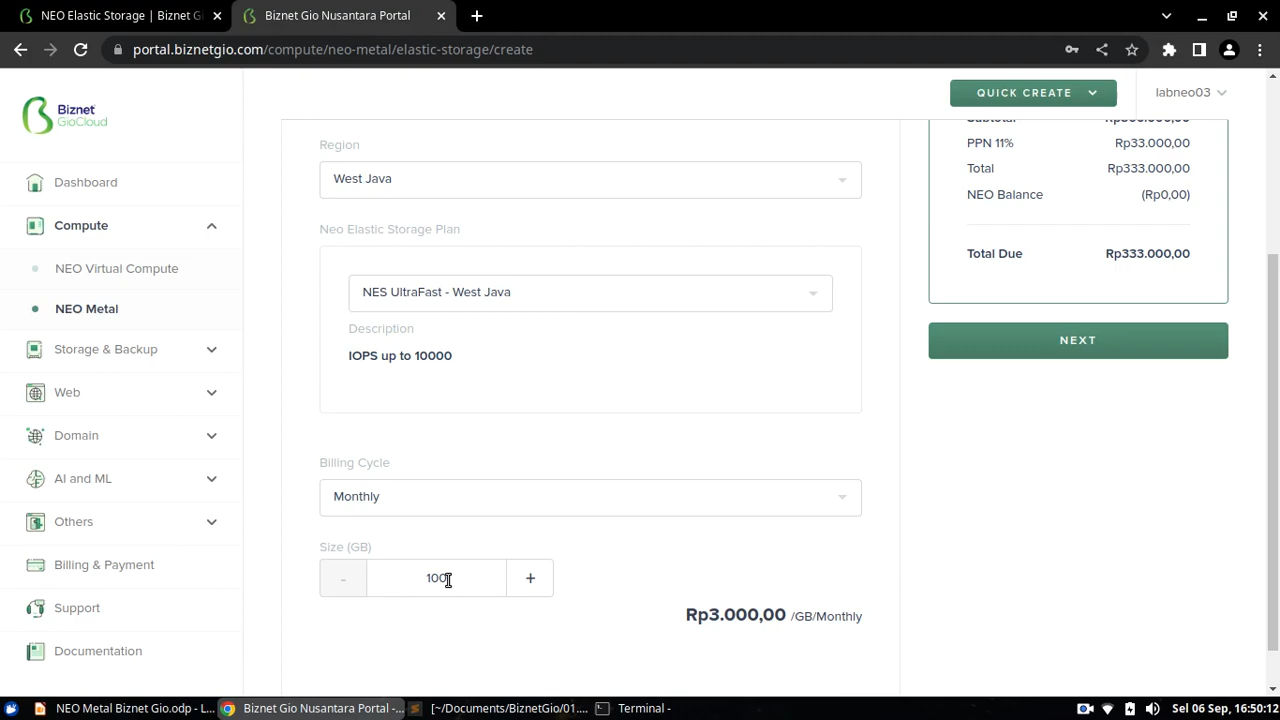 NEO Elastic Storage | Biznet G
Biznet Gio Nusantara Portal
portal.biznetgio.com/compute/neo-metal/elastic-storage/create
Biznet
GioCloud
QUICK CREATE
labneo03
Dashboard
Compute
NEO Virtual Compute
NEO Metal
Storage & Backup
Web
Domain
AI and ML
Others
Billing & Payment
Support
Documentation
Region
West Java
Neo Elastic Storage Plan
NES UltraFast - West Java
Description
IOPS up to 10000
Billing Cycle
Monthly
Size (GB)
-
100
+
Rp3.000,00 /GB/Monthly
Subtotal
PPN 11% Rp33.000,00
Total Rp333.000,00
NEO Balance (Rp0,00)
Total Due Rp333.000,00
NEXT
NEO Metal Biznet Gio.odp - L...
Biznet Gio Nusantara Portal -...
[~/Documents/BiznetGio/01....
Terminal -
Sel 06 Sep, 16:50:12